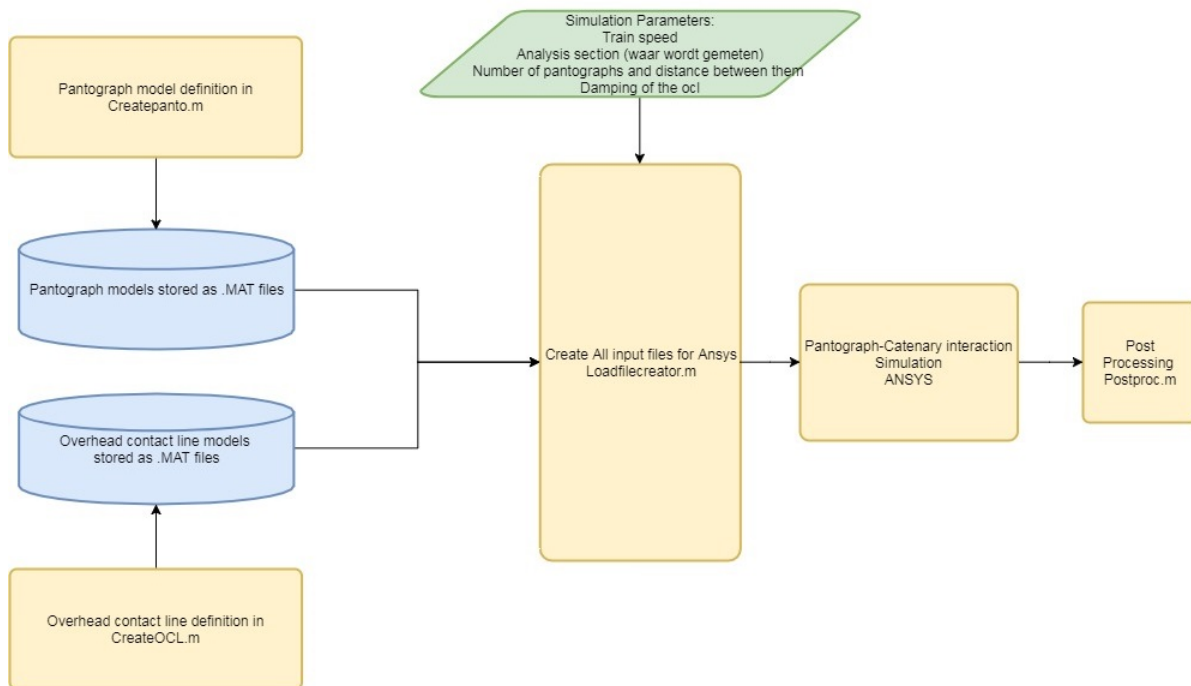 Simulation Parameters:
Train speed
Analysis section (waar wordt gemeten)
Number of pantographs and distance between them
Damping of the ocl
Pantograph model definition in
Createpanto.m
Pantograph models stored as .MAT files
Overhead contact line models
stored as .MAT files
Overhead contact line definition in
CreateOCL.m
Create All input files for Ansys
Loadfilecreator.m
Pantograph-Catenary interaction
Simulation
ANSYS
Post
Processing
Postproc.m